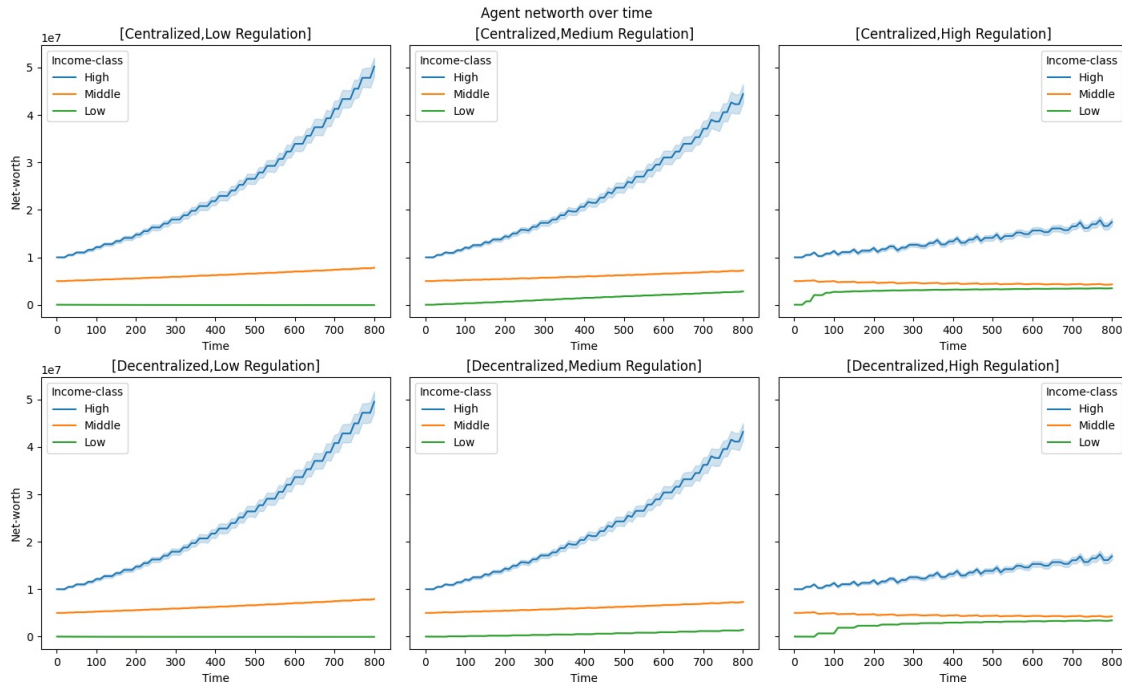 Agent networth over time
[Centralized,Low Regulation]
[Centralized,Medium Regulation]
[Centralized,High Regulation]
1e7
Income-class
High
Middle
Low
Income-class
High
Middle
Low
Income-class
High
Middle
Low
Net-worth
5
4
3
2
1
0
0 100 200 300 400 500 600 700 800
0 100 200 300 400 500 600 700 800
0 100 200 300 400 500 600 700 800
Time
Time
Time
[Decentralized,Low Regulation]
[Decentralized,Medium Regulation]
[Decentralized,High Regulation]
1e7
Income-class
High
Middle
Low
Income-class
High
Middle
Low
Income-class
High
Middle
Low
Net-worth
5
4
3
2
1
0
0 100 200 300 400 500 600 700 800
0 100 200 300 400 500 600 700 800
0 100 200 300 400 500 600 700 800
Time
Time
Time